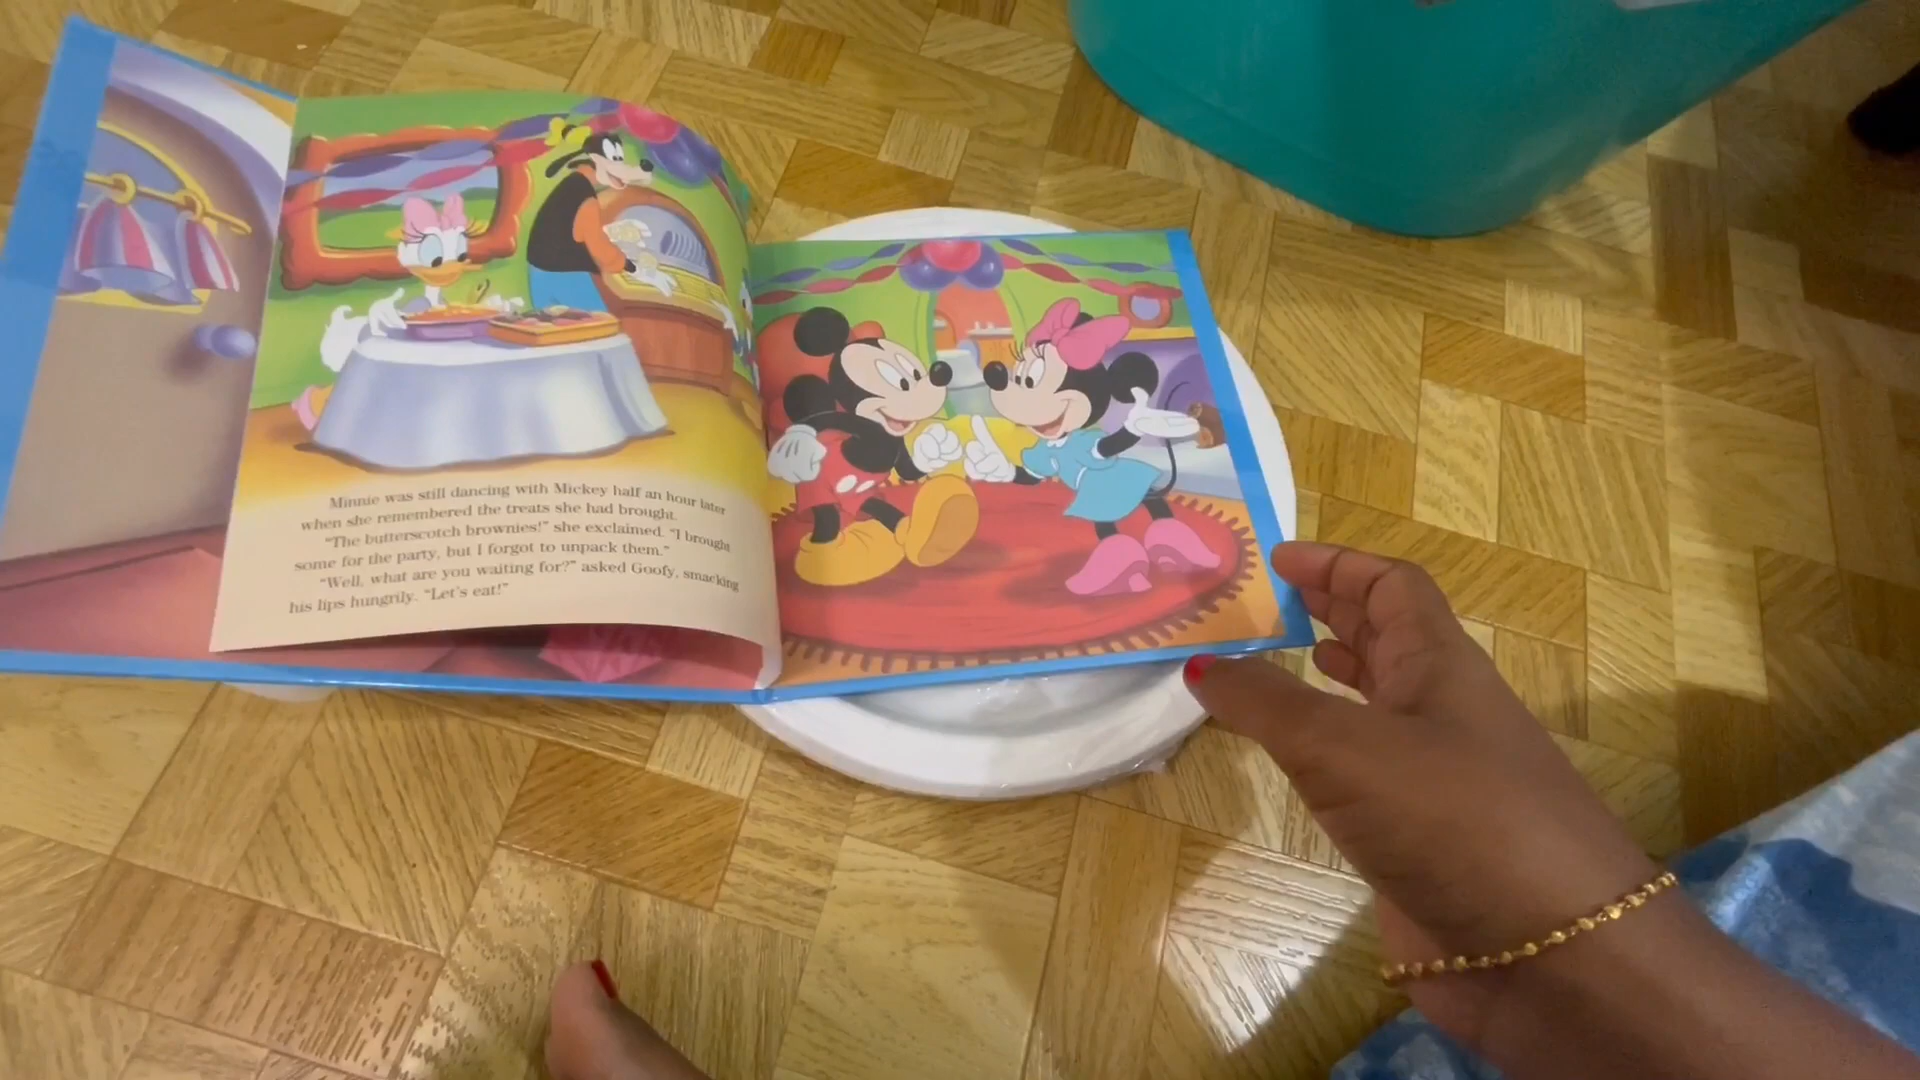 Minnie was still dancing with Mickey half an hour later
when she remembered the treats she had brought.
"The butterscotch brownies!" she exclaimed. "I brought
some for the party, but I forgot to unpack them."
"Well, what are you waiting for?" asked Goofy, smacking
his lips hungrily. "Let's eat!"